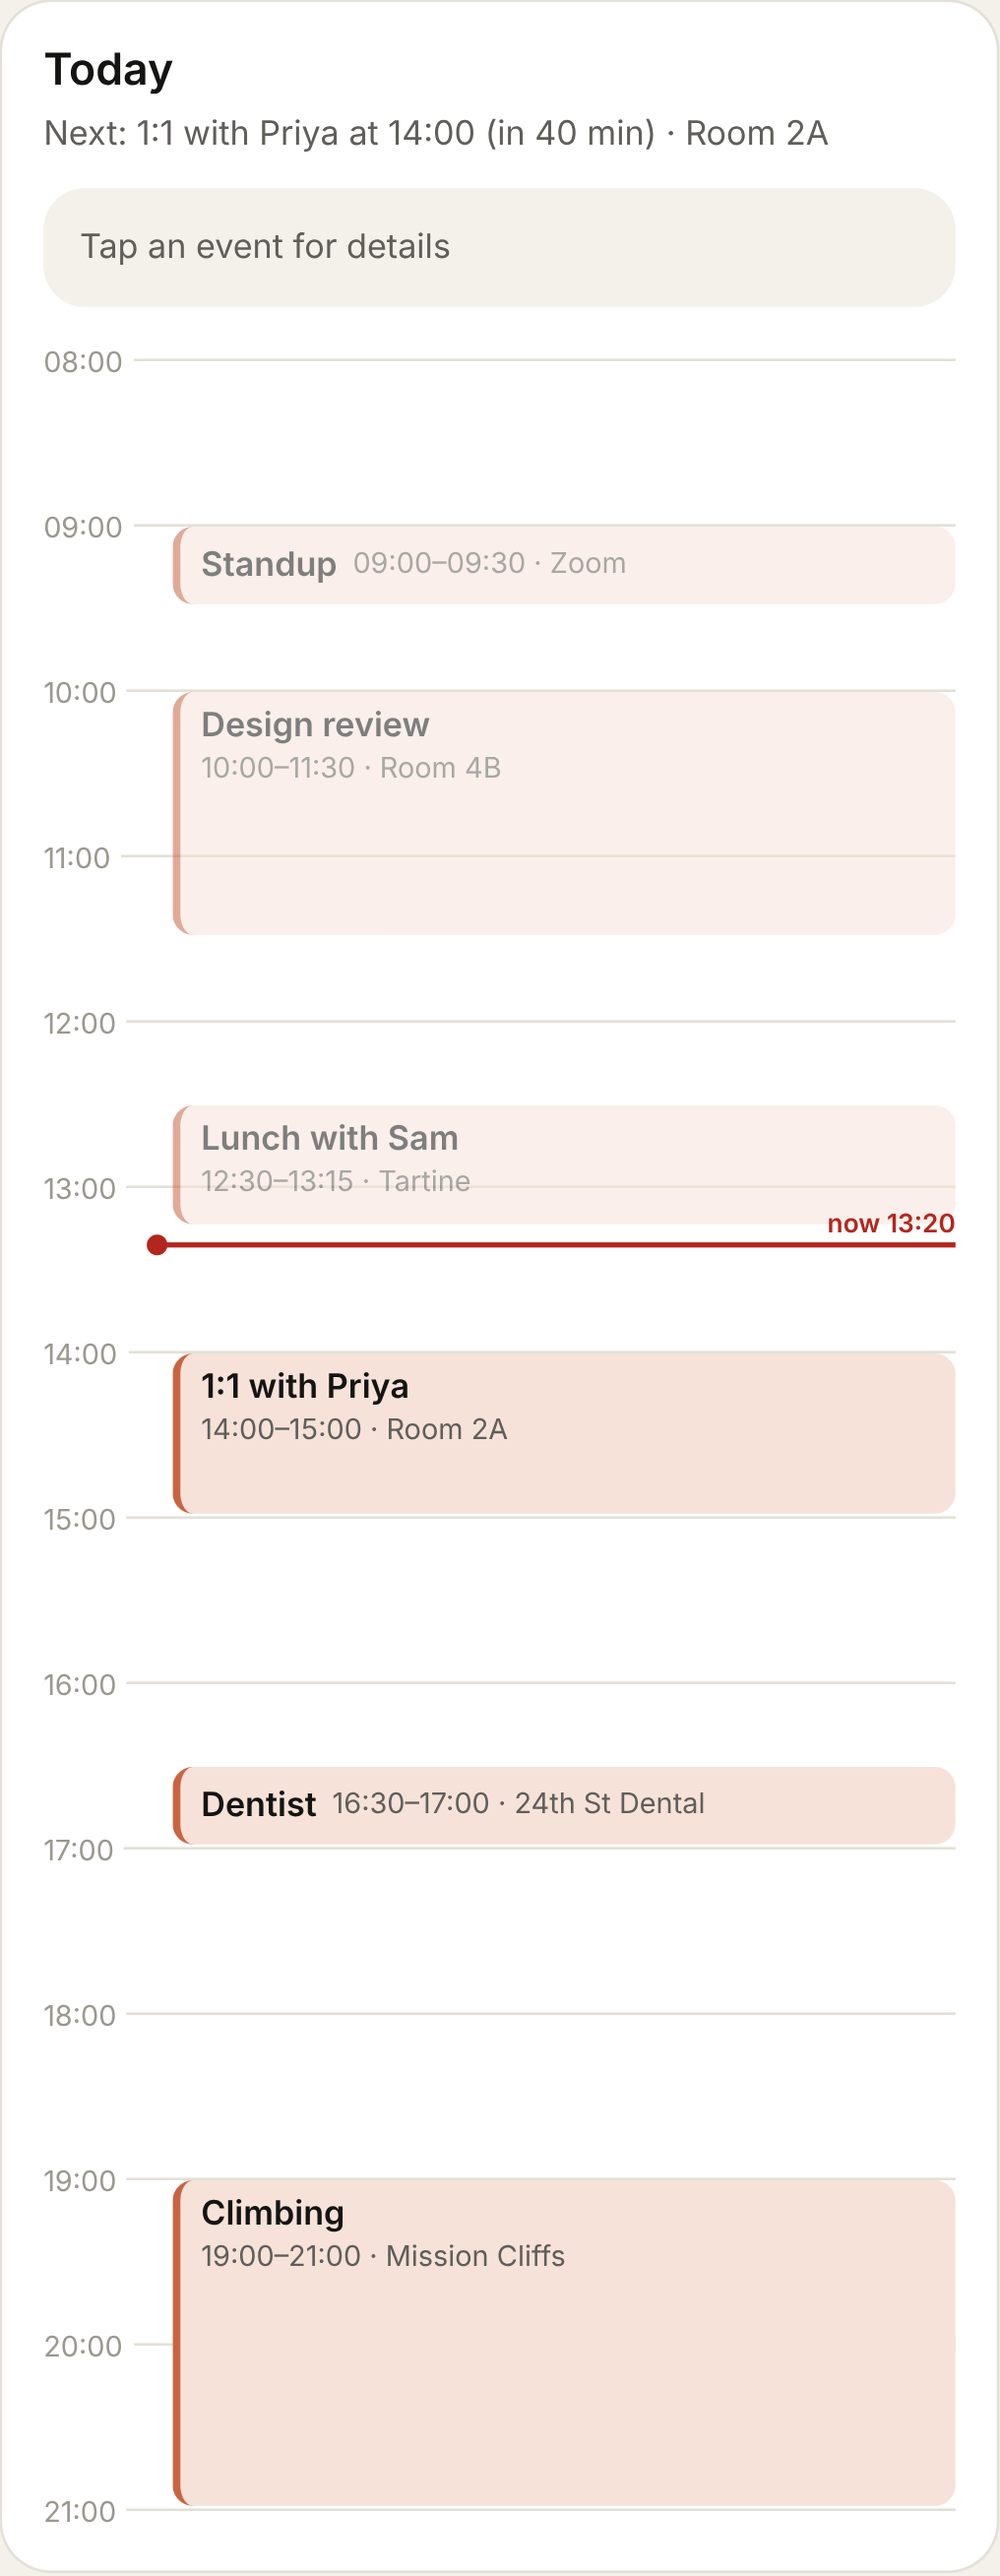 Today
Next: 1:1 with Priya at 14:00 (in 40 min) · Room 2A
Tap an event for details
08:00
09:00
Standup 09:00–09:30 · Zoom
10:00
Design review
10:00–11:30 · Room 4B
11:00
12:00
Lunch with Sam
12:30–13:15 · Tartine
13:00
now 13:20
14:00
1:1 with Priya
14:00–15:00 · Room 2A
15:00
16:00
Dentist 16:30–17:00 · 24th St Dental
17:00
18:00
19:00
Climbing
19:00–21:00 · Mission Cliffs
20:00
21:00